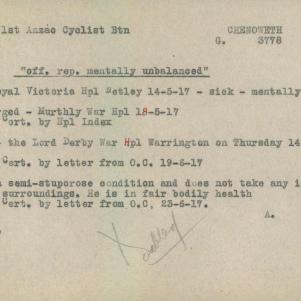 1st Anzac Cyclist Btn CHENOWETH
G. 3778
"off. rep. mentally unbalanced"
yal Victoria Hpl Netley 14-5-17 - sick - mentally
ged - Murthly War Hpl 18-5-17
Cert. by Hpl Index
- the Lord Derby War Hpl Warrington on Thursday 14
Cert. by letter from O.C. 19-6-17
semi-stuporose condition and does not take any i
surroundings. He is in fair bodily health
Cert. by letter from O.C, 23-6-17.
A.